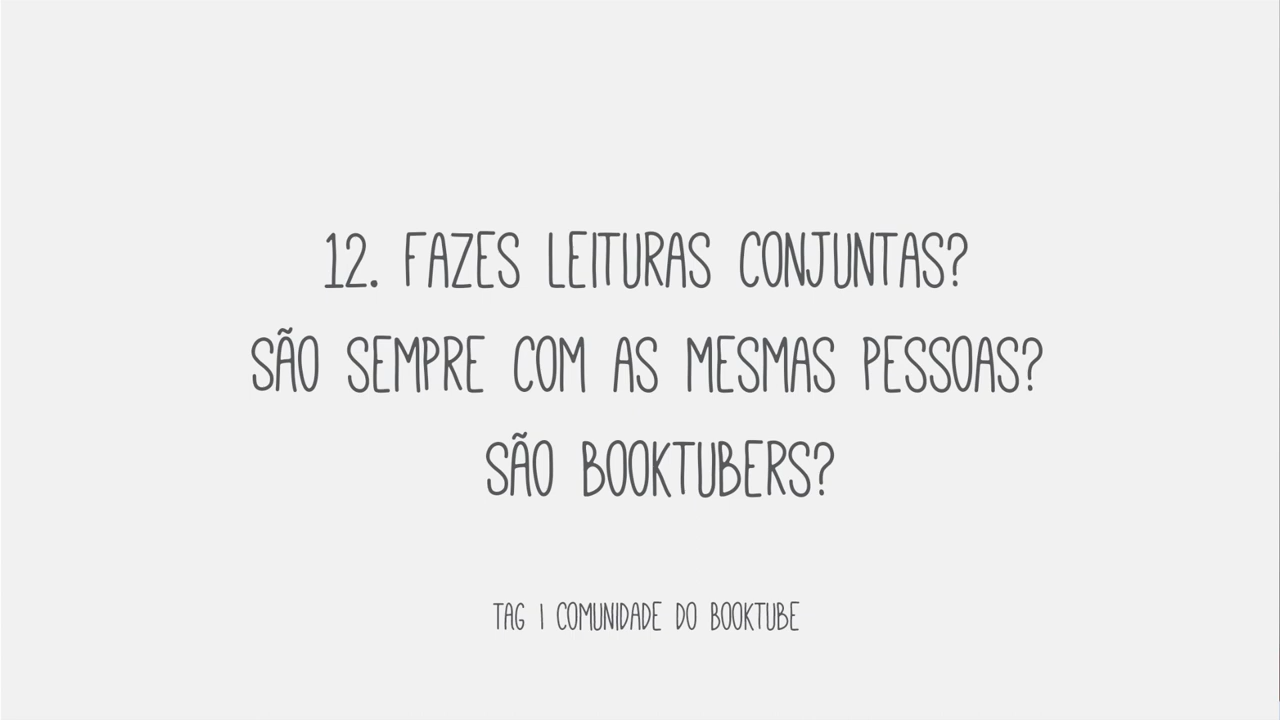 12. FAZES LEITURAS CONJUNTAS?
SÃO SEMPRE COM AS MESMAS PESSOAS?
SÃO BOOKTUBERS?
TAG | COMUNIDADE DO BOOKTUBE